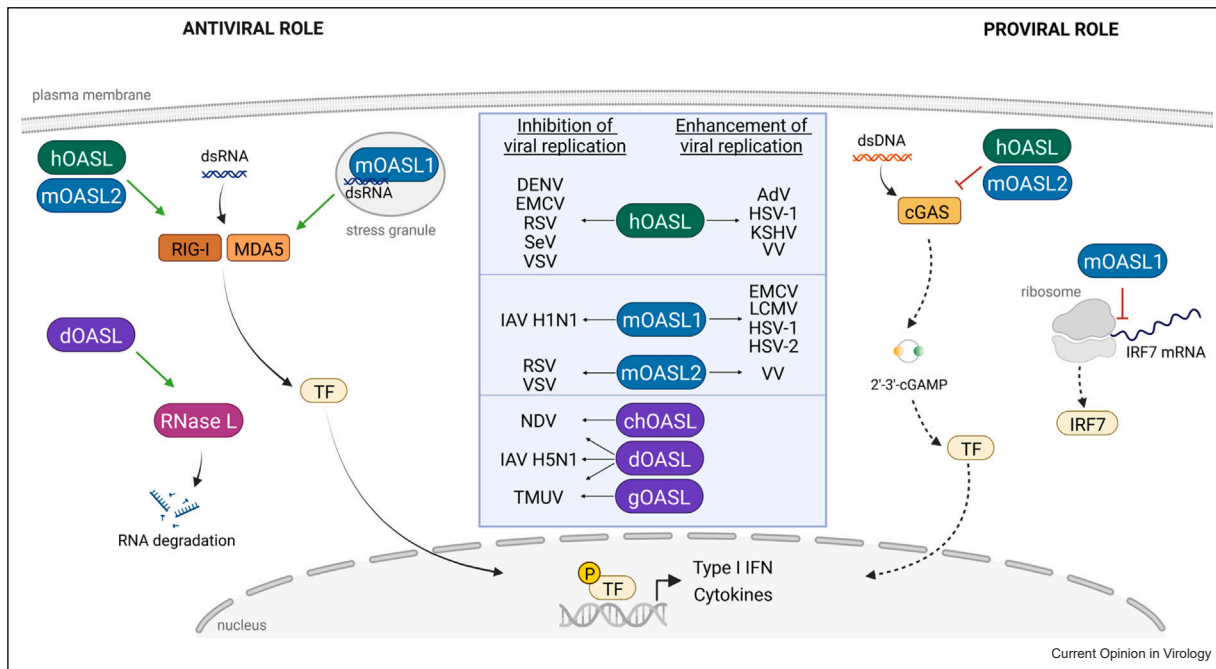 ANTIVIRAL ROLE
PROVIRAL ROLE
plasma membrane
hOASL
mOASL2
dsRNA
mOASL1
dsRNA
stress granule
RIG-I
MDA5
dOASL
RNase L
RNA degradation
TF
Inhibition of
viral replication
Enhancement of
viral replication
DENV
EMCV
RSV
SeV
VSV
hOASL
AdV
HSV-1
KSHV
VV
IAV H1N1
mOASL1
EMCV
LCMV
HSV-1
HSV-2
RSV
VSV
mOASL2
VV
NDV
chOASL
IAV H5N1
dOASL
TMUV
gOASL
dsDNA
hOASL
mOASL2
cGAS
2'-3'-cGAMP
TF
mOASL1
ribosome
IRF7 mRNA
IRF7
P
TF
Type I IFN
Cytokines
nucleus
Current Opinion in Virology